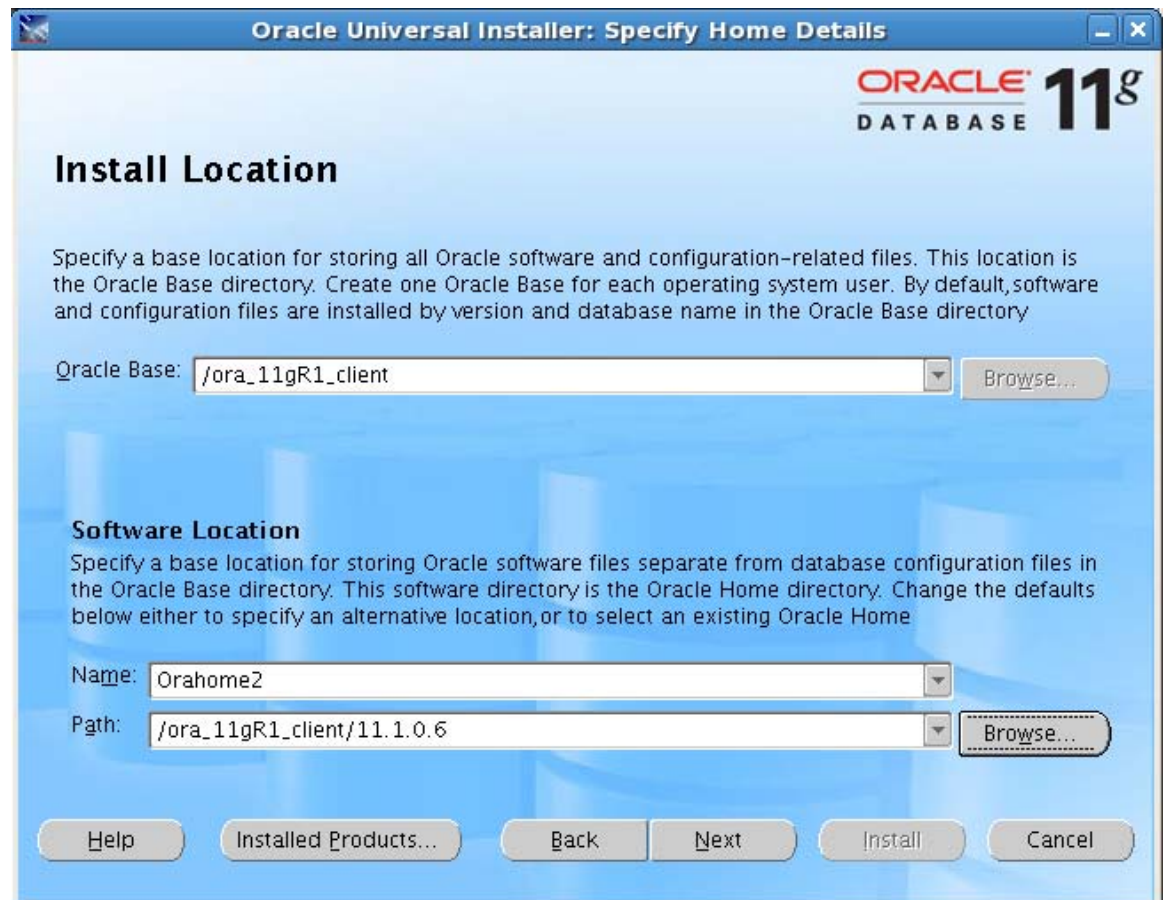 Oracle Universal Installer: Specify Home Details
ORACLE 11g
DATABASE
Install Location
Specify a base location for storing all Oracle software and configuration-related files. This location is
the Oracle Base directory. Create one Oracle Base for each operating system user. By default,software
and configuration files are installed by version and database name in the Oracle Base directory
Oracle Base: /ora_11gR1_client Browse...
Software Location
Specify a base location for storing Oracle software files separate from database configuration files in
the Oracle Base directory. This software directory is the Oracle Home directory. Change the defaults
below either to specify an alternative location,or to select an existing Oracle Home
Name: Orahome2
Path: /ora_11gR1_client/11.1.0.6 Browse...
Help Installed Products... Back Next Install Cancel